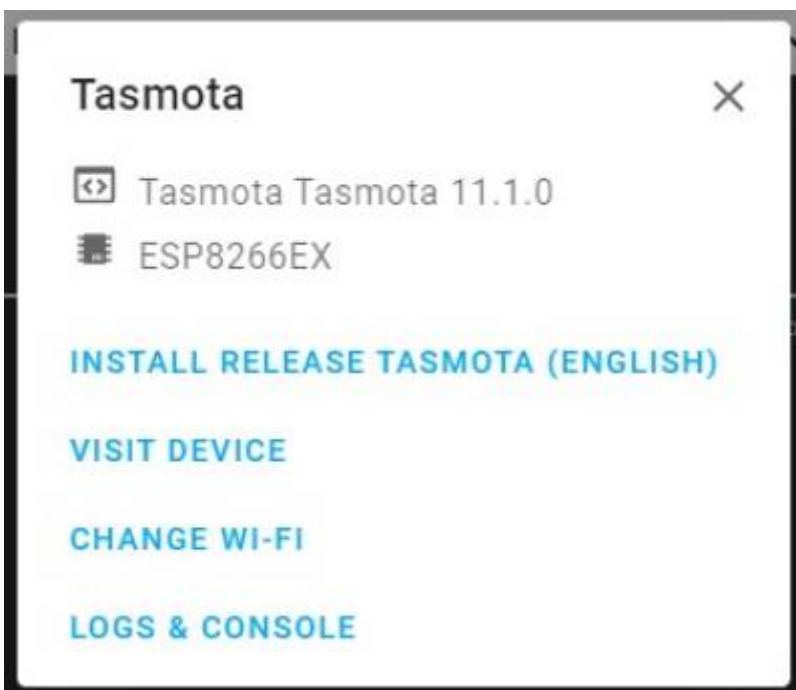 Tasmota
Tasmota Tasmota 11.1.0
ESP8266EX
INSTALL RELEASE TASMOTA (ENGLISH)
VISIT DEVICE
CHANGE WI-FI
LOGS & CONSOLE